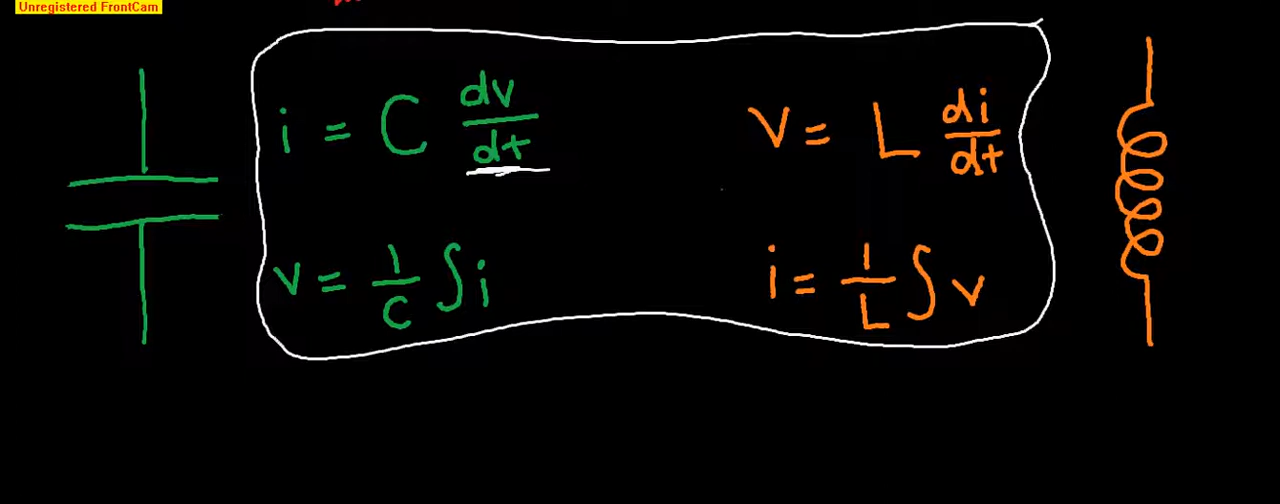 Unregistered FrontCam
i = C dv/dt
V = L di/dt
v = 1/C ∫ i
i = 1/L ∫ v